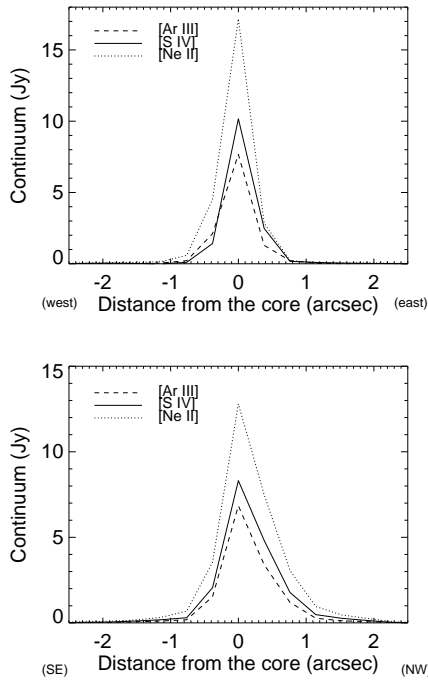 [Ar III]
[S IV]
[Ne II]
Continuum (Jy)
15
10
5
0
-2 -1 0 1 2
(west) Distance from the core (arcsec) (east)
[Ar III]
[S IV]
[Ne II]
Continuum (Jy)
15
10
5
0
-2 -1 0 1 2
Distance from the core (arcsec)
(SE) (NW)